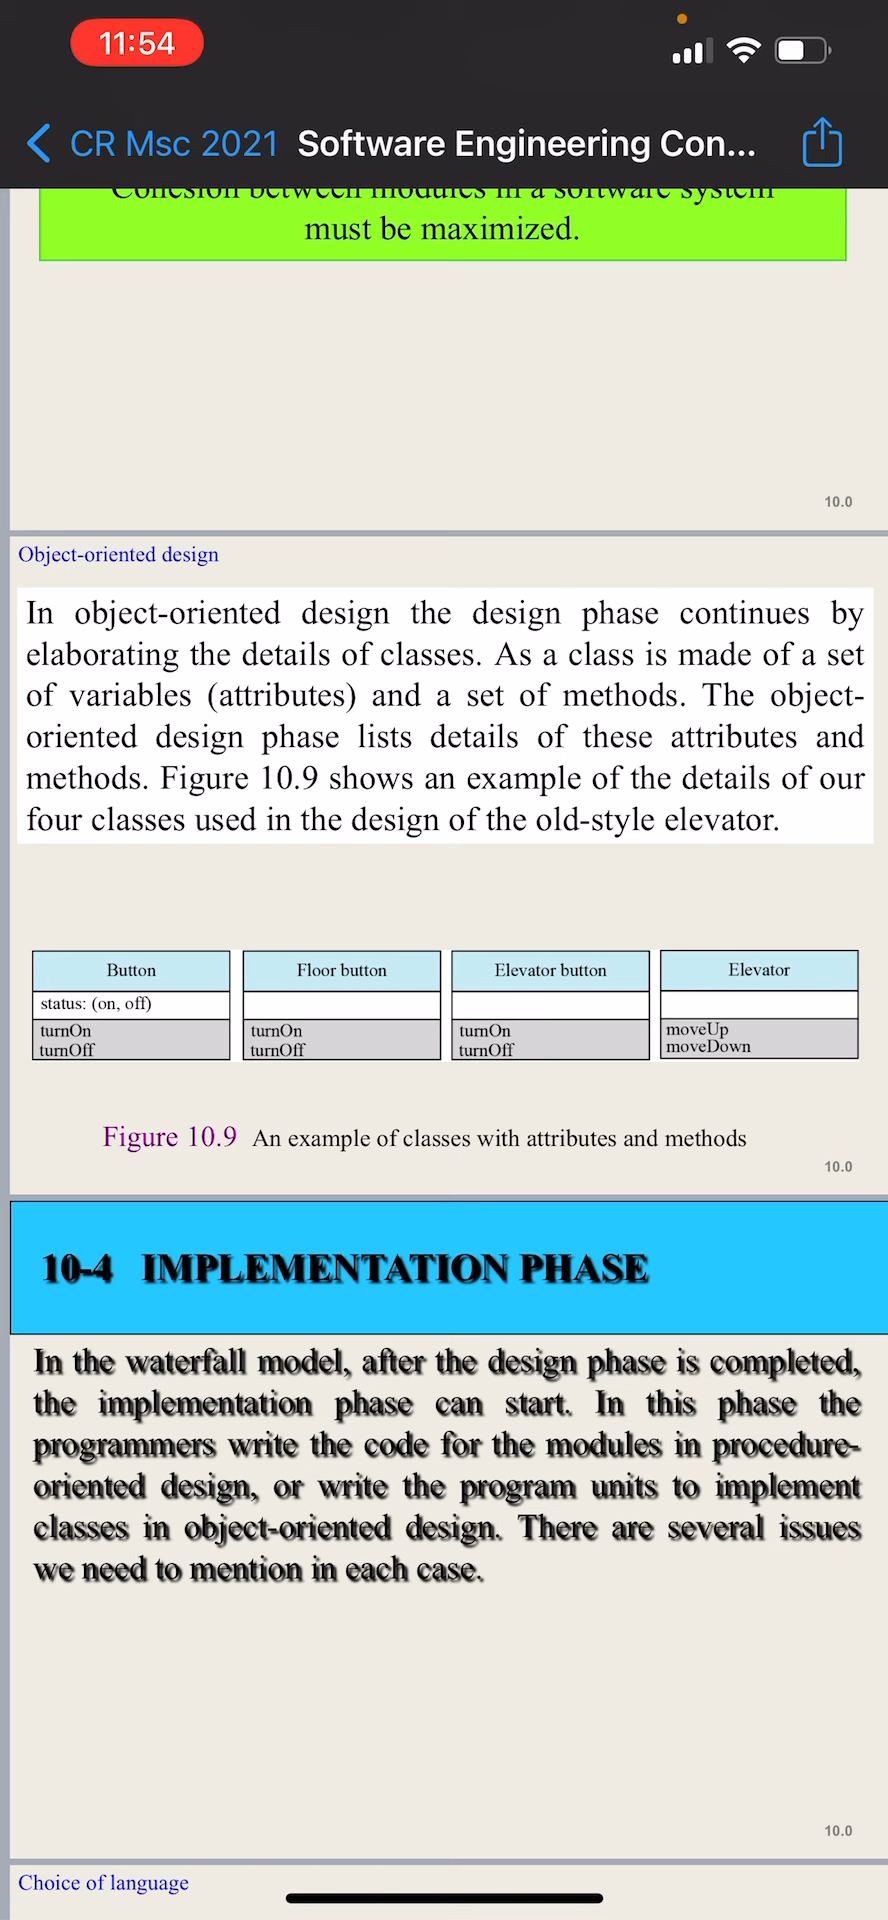 11:54
CR Msc 2021 Software Engineering Con...
Cohesion between modules in a software system
must be maximized.
10.0
Object-oriented design
In object-oriented design the design phase continues by
elaborating the details of classes. As a class is made of a set
of variables (attributes) and a set of methods. The object-
oriented design phase lists details of these attributes and
methods. Figure 10.9 shows an example of the details of our
four classes used in the design of the old-style elevator.
Button
status: (on, off)
turnOn
turnOff
Floor button
turnOn
turnOff
Elevator button
turnOn
turnOff
Elevator
moveUp
moveDown
Figure 10.9 An example of classes with attributes and methods
10.0
10-4 IMPLEMENTATION PHASE
In the waterfall model, after the design phase is completed,
the implementation phase can start. In this phase the
programmers write the code for the modules in procedure-
oriented design, or write the program units to implement
classes in object-oriented design. There are several issues
we need to mention in each case.
10.0
Choice of language